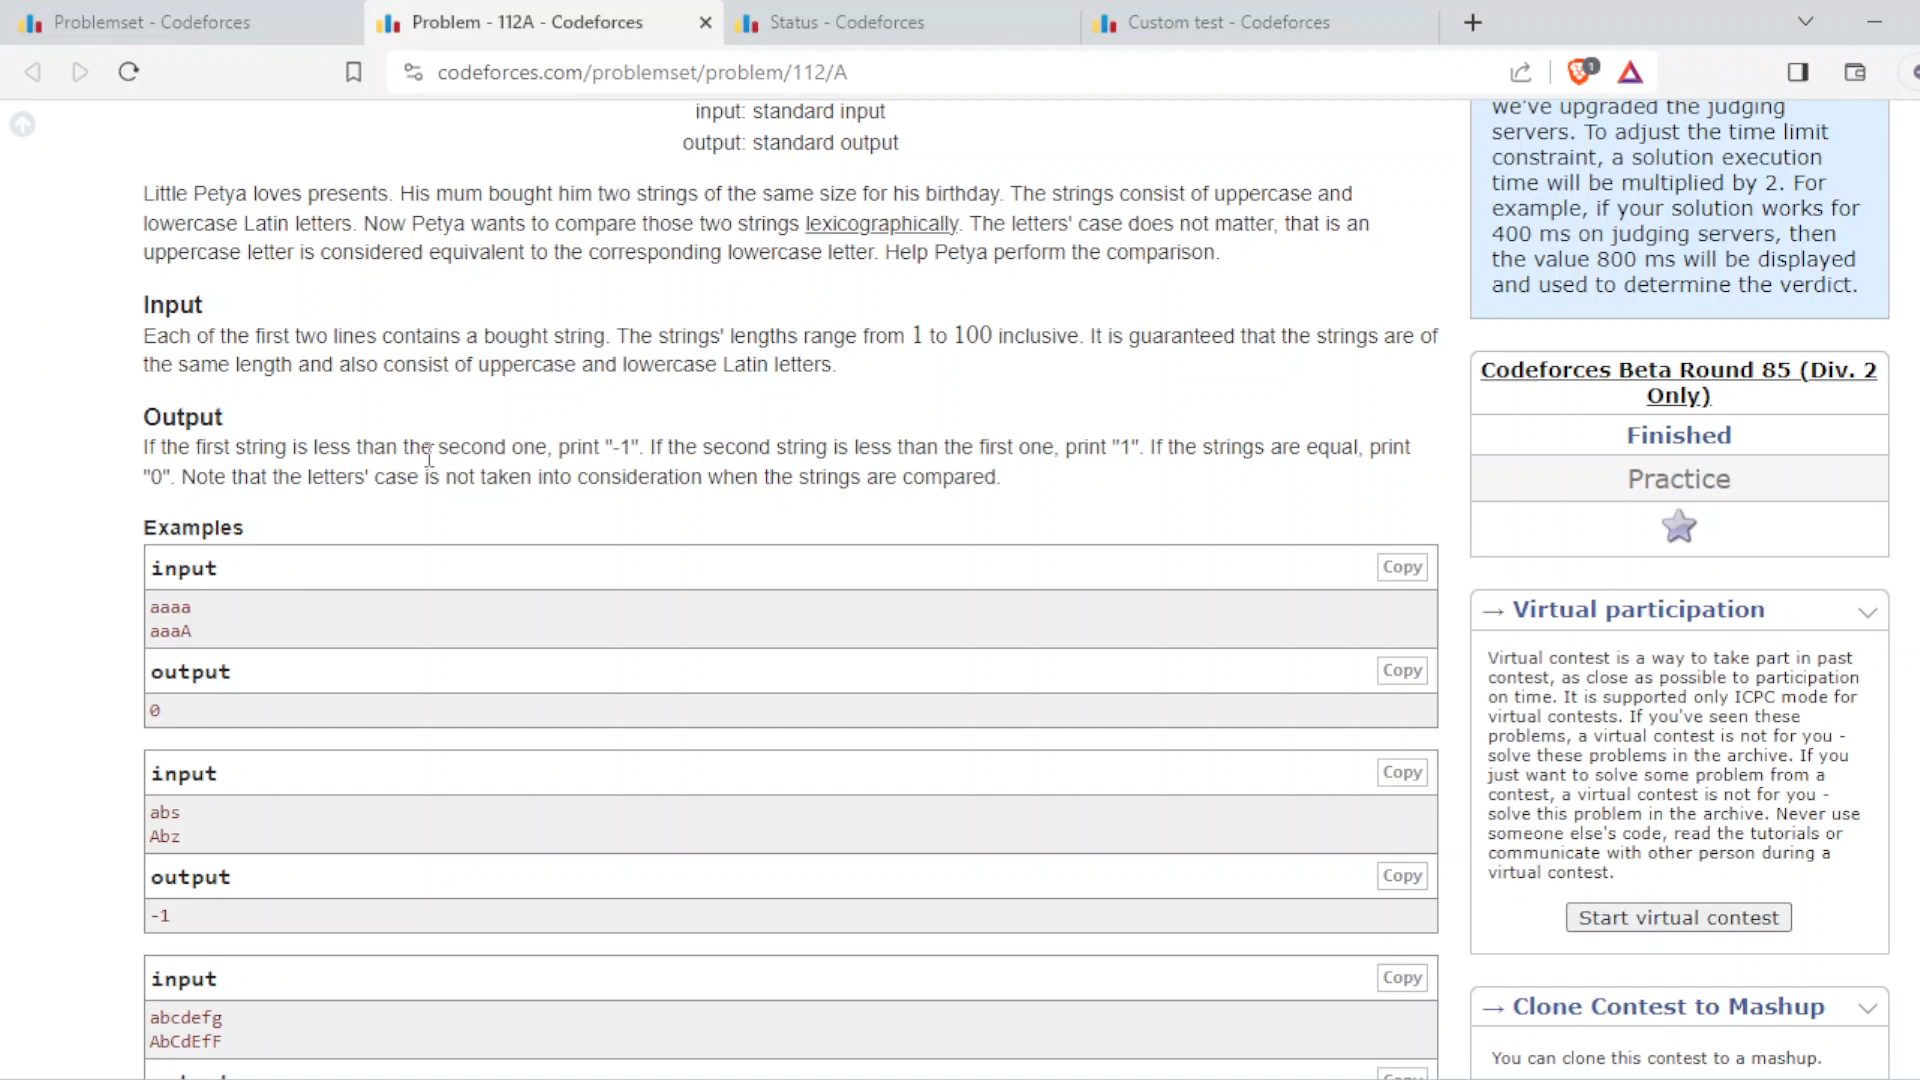 Problemset - Codeforces
Problem - 112A - Codeforces
Status - Codeforces
Custom test - Codeforces
codeforces.com/problemset/problem/112/A
1
input: standard input
output: standard output
Little Petya loves presents. His mum bought him two strings of the same size for his birthday. The strings consist of uppercase and
lowercase Latin letters. Now Petya wants to compare those two strings lexicographically. The letters' case does not matter, that is an
uppercase letter is considered equivalent to the corresponding lowercase letter. Help Petya perform the comparison.
Input
Each of the first two lines contains a bought string. The strings' lengths range from 1 to 100 inclusive. It is guaranteed that the strings are of
the same length and also consist of uppercase and lowercase Latin letters.
Output
If the first string is less than the second one, print "-1". If the second string is less than the first one, print "1". If the strings are equal, print
"0". Note that the letters' case is not taken into consideration when the strings are compared.
Examples
input
Copy
aaaa
aaaA
output
Copy
0
input
Copy
abs
Abz
output
Copy
-1
input
Copy
abcdefg
AbCdEfF
we've upgraded the judging
servers. To adjust the time limit
constraint, a solution execution
time will be multiplied by 2. For
example, if your solution works for
400 ms on judging servers, then
the value 800 ms will be displayed
and used to determine the verdict.
Codeforces Beta Round 85 (Div. 2
Only)
Finished
Practice
→ Virtual participation
Virtual contest is a way to take part in past
contest, as close as possible to participation
on time. It is supported only ICPC mode for
virtual contests. If you've seen these
problems, a virtual contest is not for you -
solve these problems in the archive. If you
just want to solve some problem from a
contest, a virtual contest is not for you -
solve this problem in the archive. Never use
someone else's code, read the tutorials or
communicate with other person during a
virtual contest.
Start virtual contest
→ Clone Contest to Mashup
You can clone this contest to a mashup.